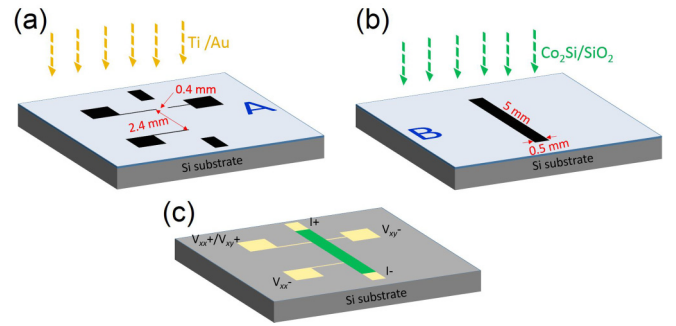 (a)
Ti /Au
0.4 mm
A
2.4 mm
Si substrate
(b)
Co₂Si/SiO₂
5 mm
B
0.5 mm
Si substrate
(c)
I+
Vxx+/Vxy+
Vxy-
Vxx-
I-
Si substrate